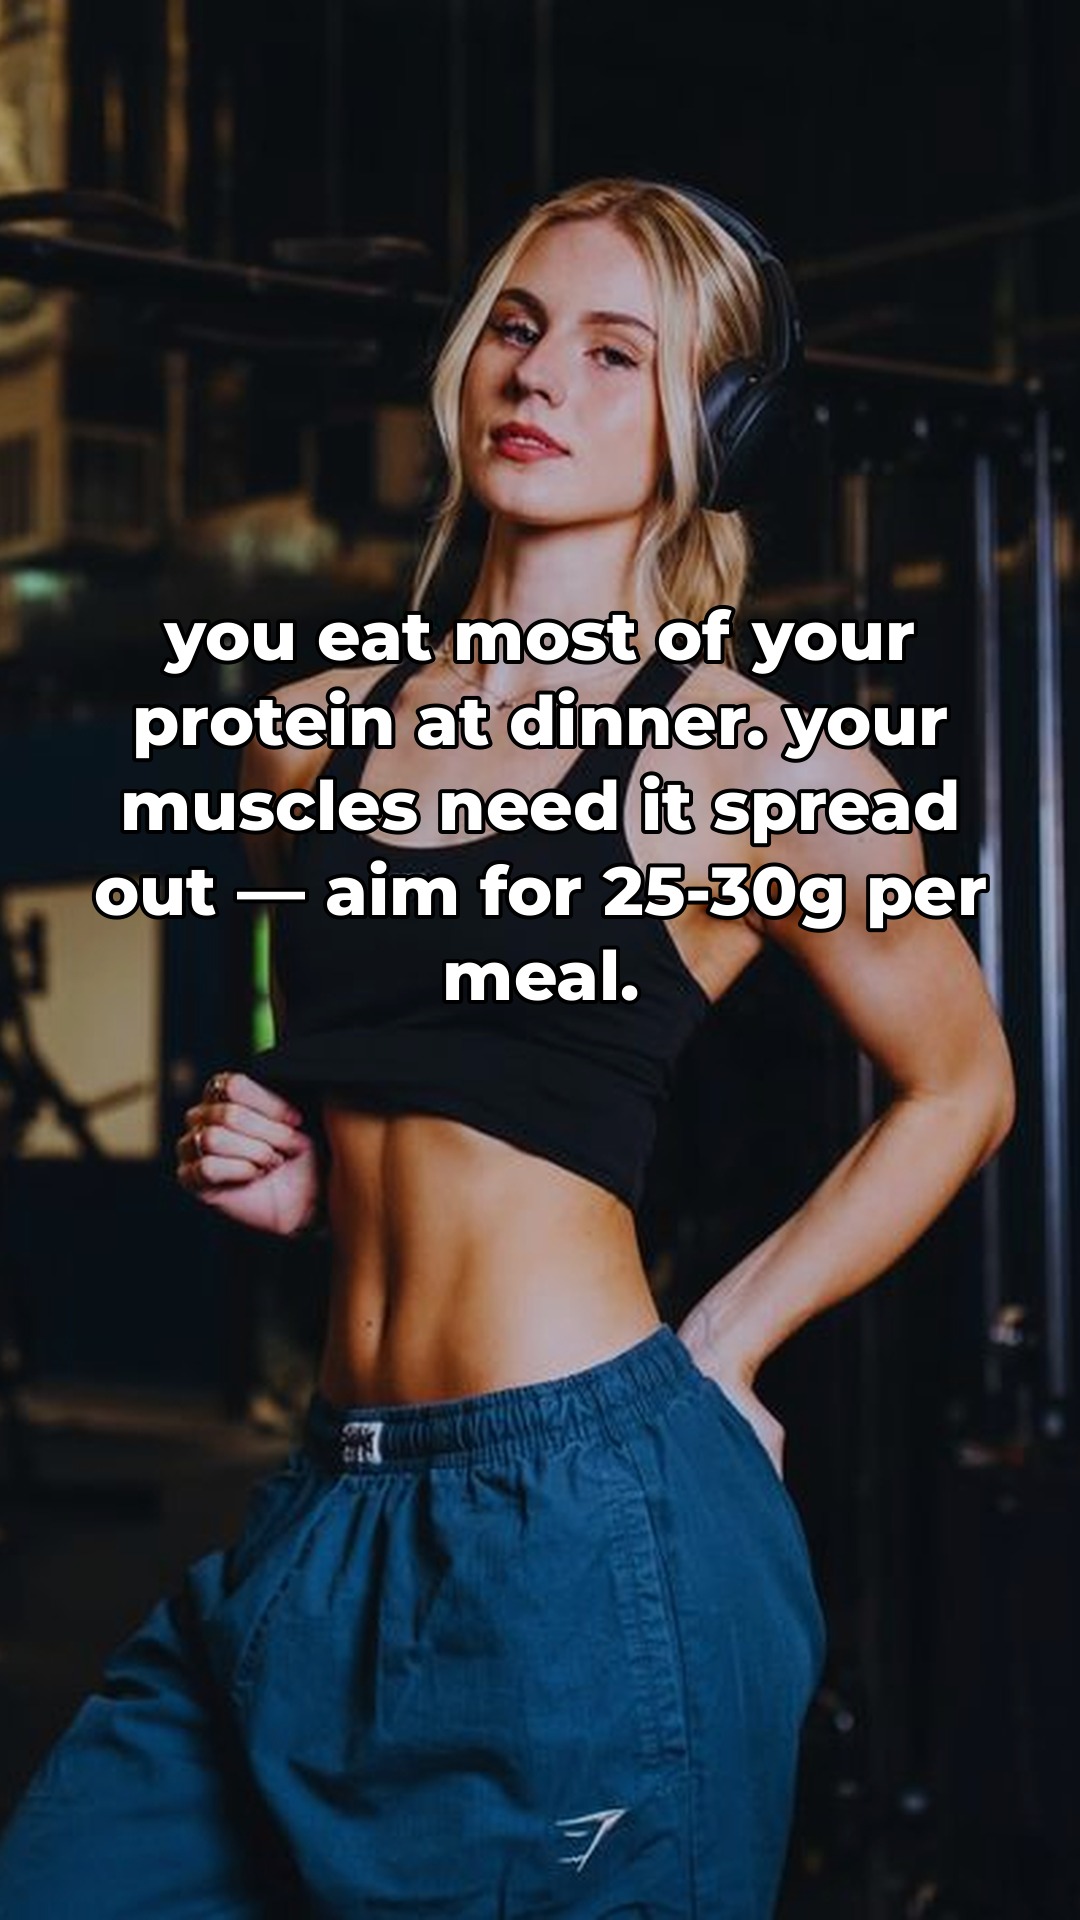 you eat most of your
protein at dinner. your
muscles need it spread
out — aim for 25-30g per
meal.